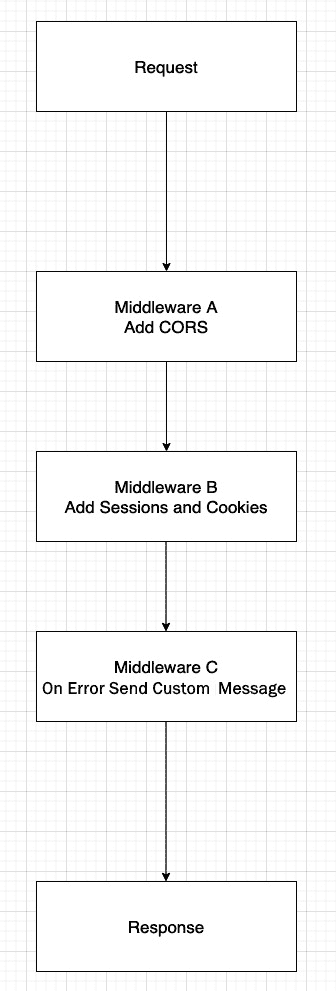 Request
Middleware A
Add CORS
Middleware B
Add Sessions and Cookies
Middleware C
On Error Send Custom  Message
Response